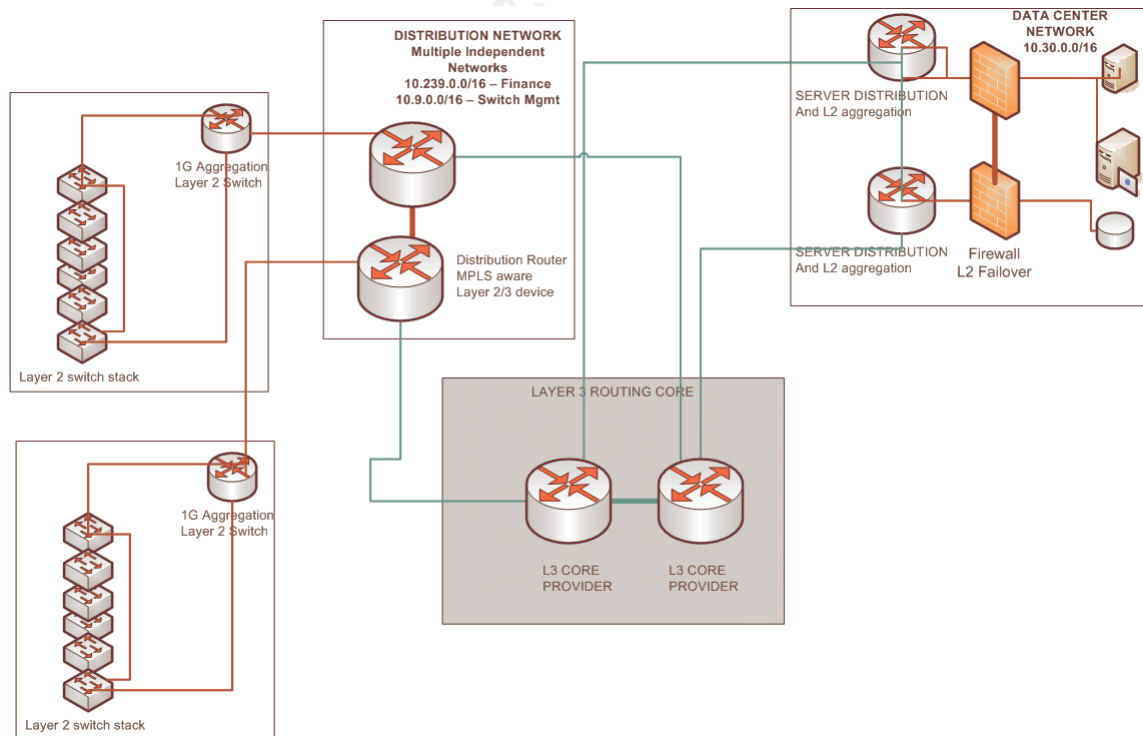 DISTRIBUTION NETWORK
Multiple Independent
Networks
10.239.0.0/16 – Finance
10.9.0.0/16 – Switch Mgmt
DATA CENTER
NETWORK
10.30.0.0/16
SERVER DISTRIBUTION
And L2 aggregation
1G Aggregation
Layer 2 Switch
Layer 2 switch stack
Distribution Router
MPLS aware
Layer 2/3 device
SERVER DISTRIBUTION
And L2 aggregation
Firewall
L2 Failover
LAYER 3 ROUTING CORE
L3 CORE
PROVIDER
L3 CORE
PROVIDER
1G Aggregation
Layer 2 Switch
Layer 2 switch stack